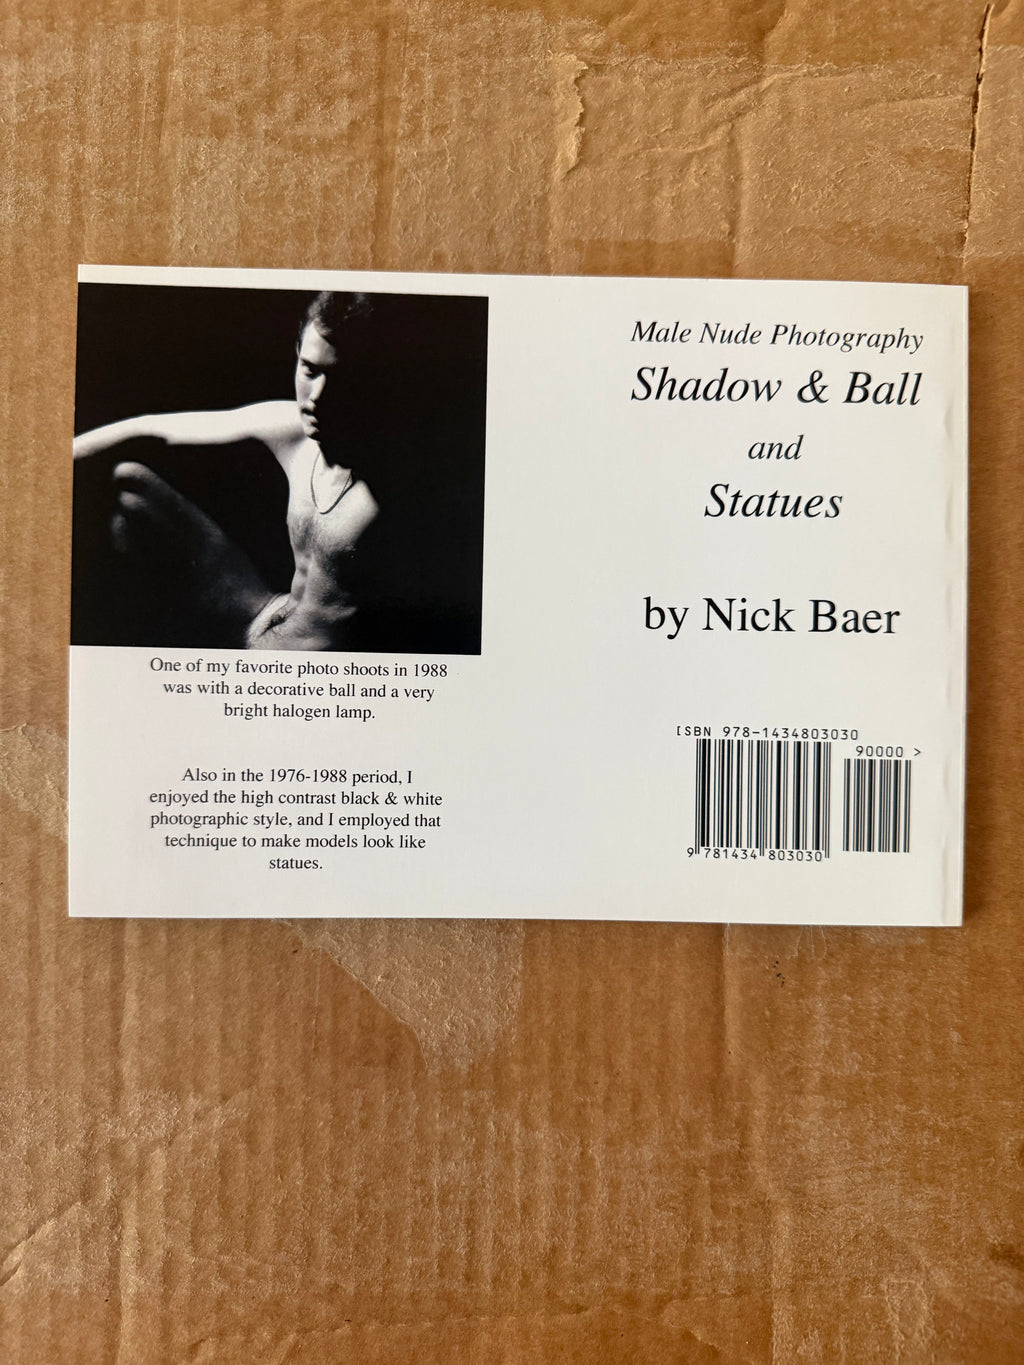 Male Nude Photography
Shadow & Ball
and
Statues
by Nick Baer
One of my favorite photo shoots in 1988
was with a decorative ball and a very
bright halogen lamp.
Also in the 1976-1988 period, I
enjoyed the high contrast black & white
photographic style, and I employed that
technique to make models look like
statues.
ISBN 978-1434803030
90000 >
9 781434 803030